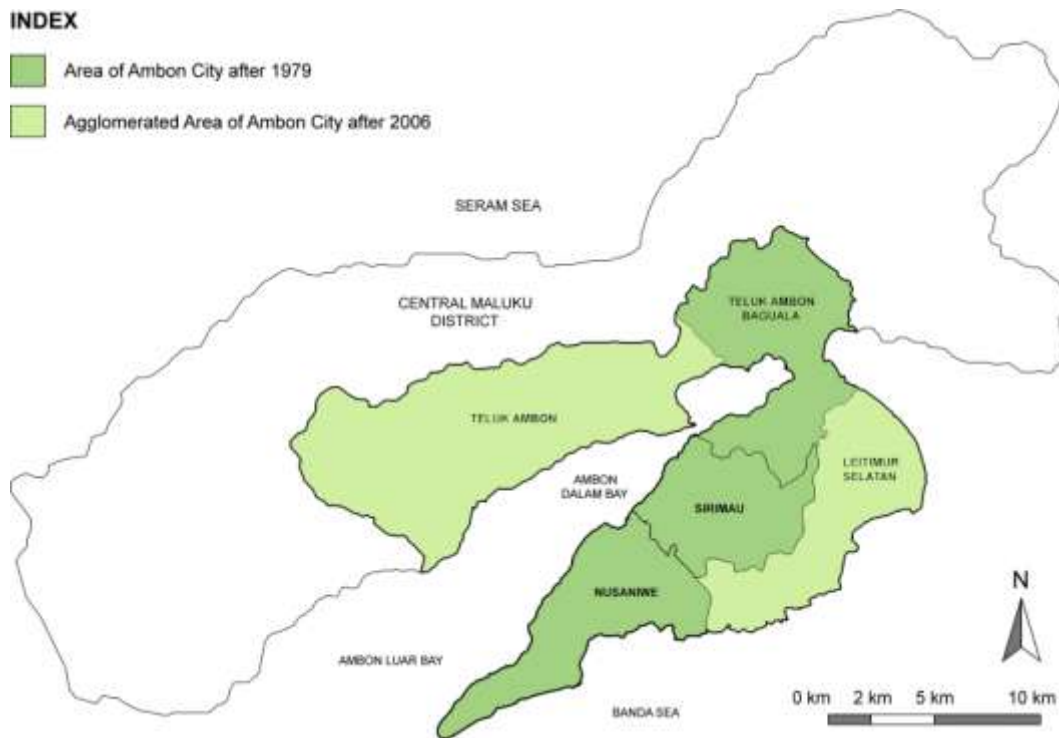 INDEX
Area of Ambon City after 1979
Agglomerated Area of Ambon City after 2006
SERAM SEA
CENTRAL MALUKU
DISTRICT
TELUK AMBON
BAGUALA
TELUK AMBON
LEITIMUR
SELATAN
AMBON
DALAM BAY
SIRIMAU
NUSANIWE
AMBON LUAR BAY
BANDA SEA
N
0 km 2 km 5 km 10 km